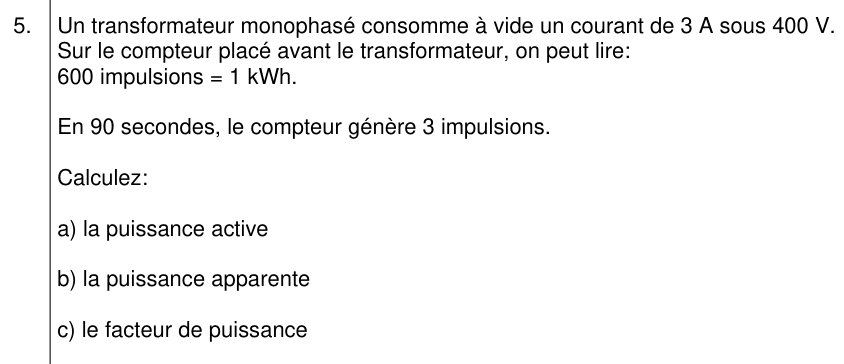 5. Un transformateur monophasé consomme à vide un courant de 3 A sous 400 V.
Sur le compteur placé avant le transformateur, on peut lire:
600 impulsions = 1 kWh.
En 90 secondes, le compteur génère 3 impulsions.
Calculez:
a) la puissance active
b) la puissance apparente
c) le facteur de puissance